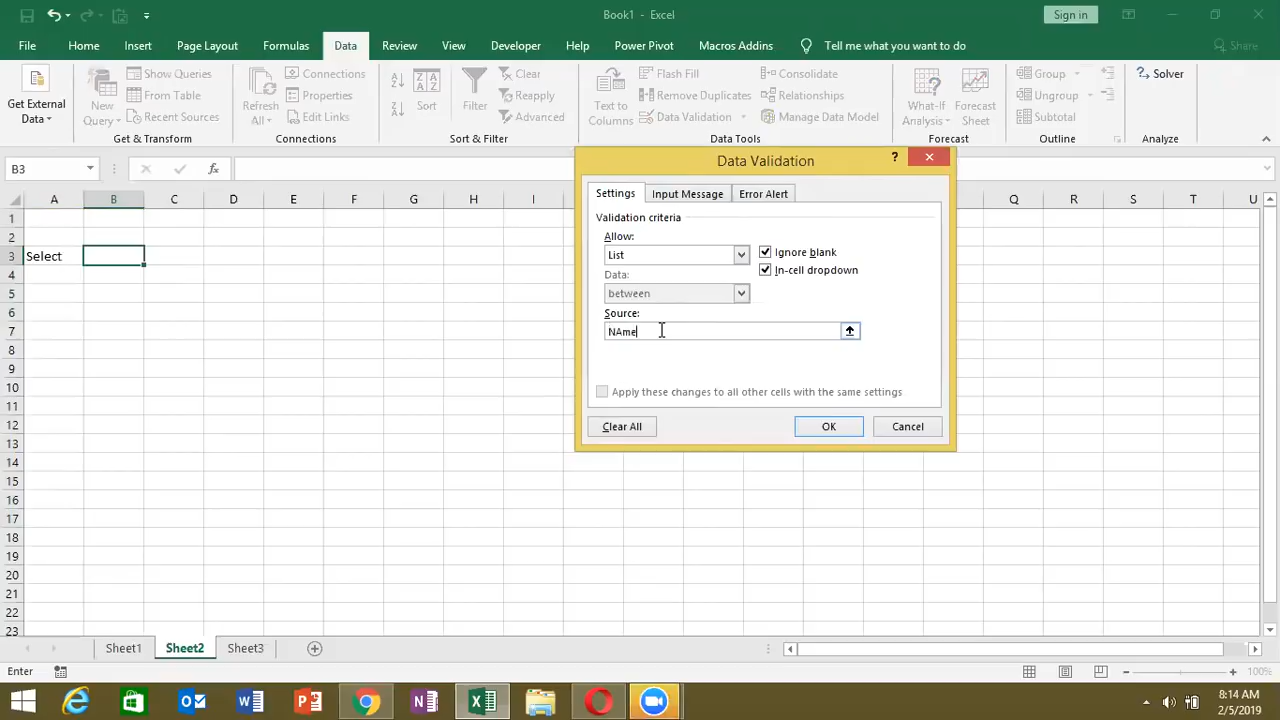 Book1 - Excel
Sign in
File Home Insert Page Layout Formulas Data Review View Developer Help Power Pivot Macros Addins Tell me what you want to do Share
Get External Data
New Query
Show Queries
From Table
Recent Sources
Get & Transform
Refresh All
Connections
Properties
Edit Links
Connections
Sort
Filter
Clear
Reapply
Advanced
Sort & Filter
Text to Columns
Flash Fill
Remove Duplicates
Data Validation
Consolidate
Relationships
Manage Data Model
Data Tools
What-If Analysis
Forecast Sheet
Forecast
Group
Ungroup
Subtotal
Outline
Solver
Analyze
B3 fx
Data Validation ?
Settings Input Message Error Alert
Validation criteria
Allow:
List Ignore blank
In-cell dropdown
Data:
between
Source:
NAme
Apply these changes to all other cells with the same settings
Clear All OK Cancel
A B C D E F G H I N O P Q R S T U
1
2
3 Select
4
5
6
7
8
9
10
11
12
13
14
15
16
17
18
19
20
21
22
23
Sheet1 Sheet2 Sheet3
Enter 100%
8:14 AM
2/5/2019